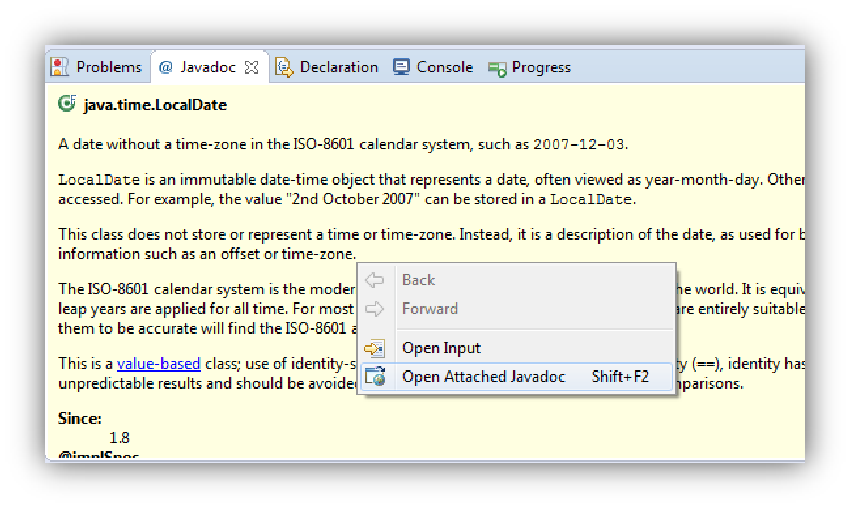 Problems @ Javadoc Declaration Console Progress
java.time.LocalDate
A date without a time-zone in the ISO-8601 calendar system, such as 2007-12-03.
LocalDate is an immutable date-time object that represents a date, often viewed as year-month-day. Other
accessed. For example, the value "2nd October 2007" can be stored in a LocalDate.
This class does not store or represent a time or time-zone. Instead, it is a description of the date, as used for b
information such as an offset or time-zone.
The ISO-8601 calendar system is the moder he world. It is equiv
leap years are applied for all time. For most are entirely suitable
them to be accurate will find the ISO-8601 a
This is a value-based class; use of identity-s y (==), identity has
unpredictable results and should be avoide parisons.
Back
Forward
Open Input
Open Attached Javadoc Shift+F2
Since:
1.8
@implSpec